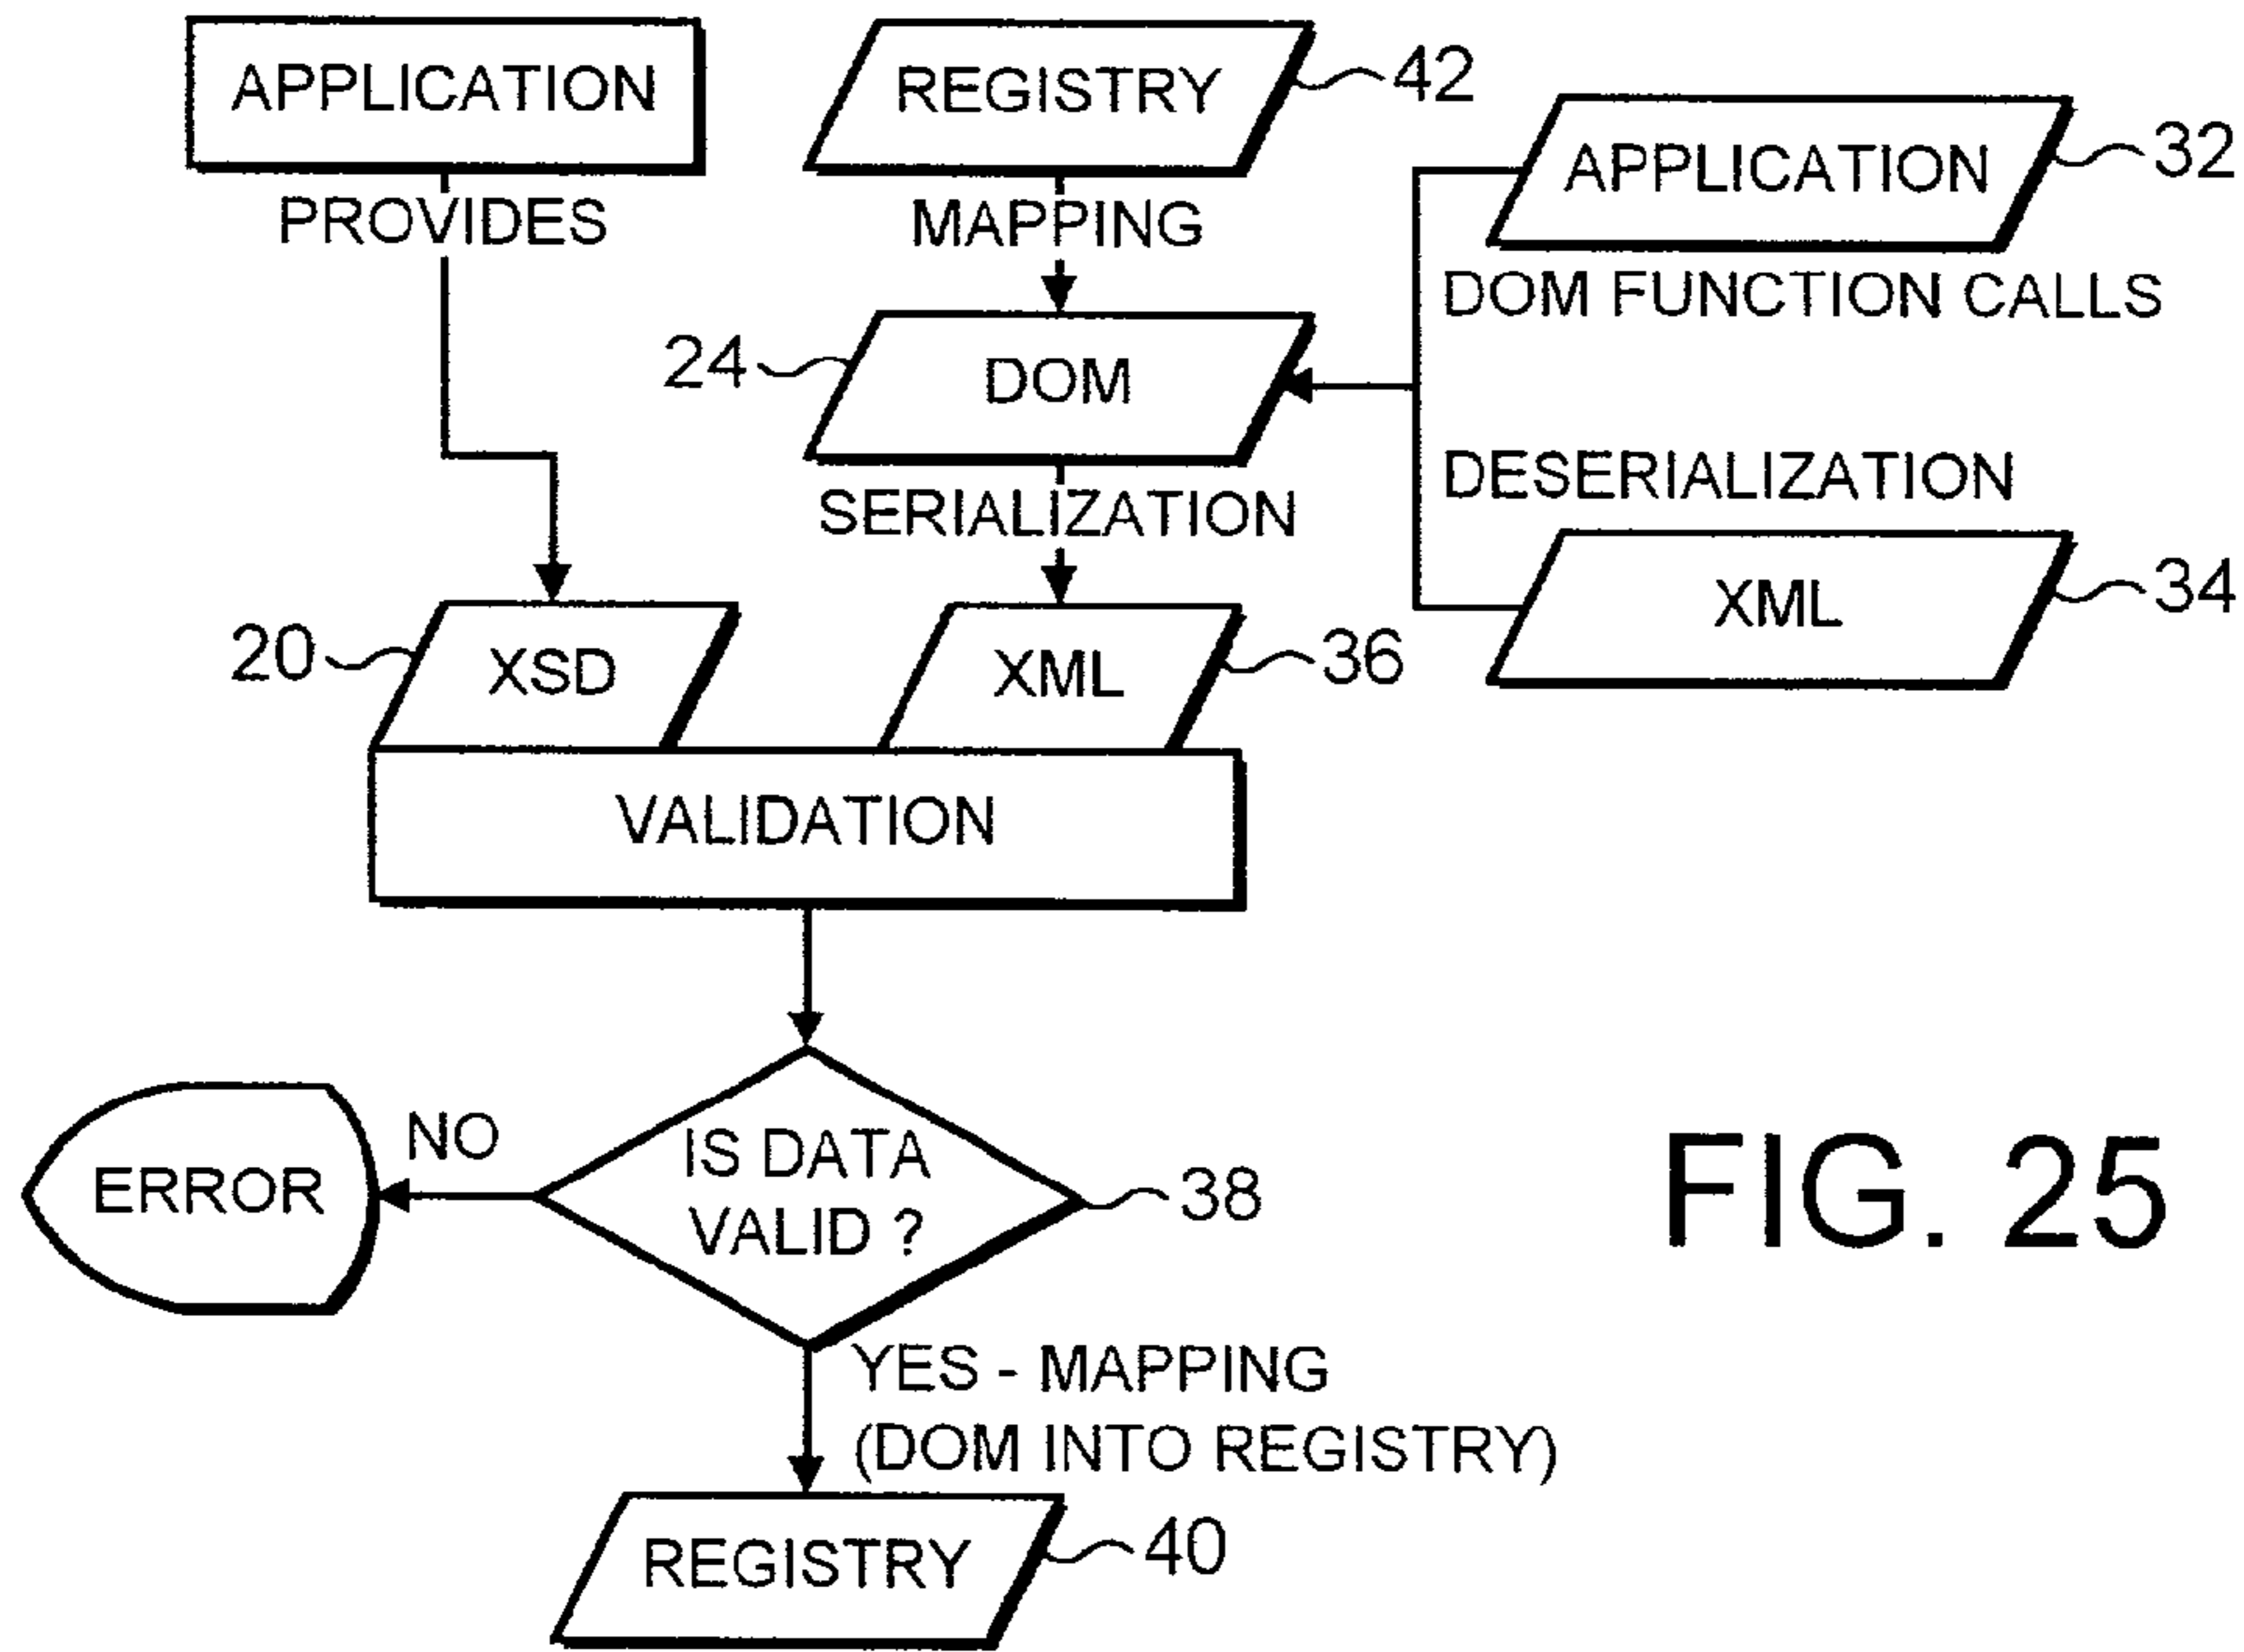 APPLICATION
REGISTRY
42
APPLICATION
32
PROVIDES
MAPPING
DOM FUNCTION CALLS
24
DOM
DESERIALIZATION
SERIALIZATION
XML
34
20
XSD
XML
36
VALIDATION
NO
ERROR
IS DATA
VALID ?
38
FIG. 25
YES - MAPPING
(DOM INTO REGISTRY)
REGISTRY
40